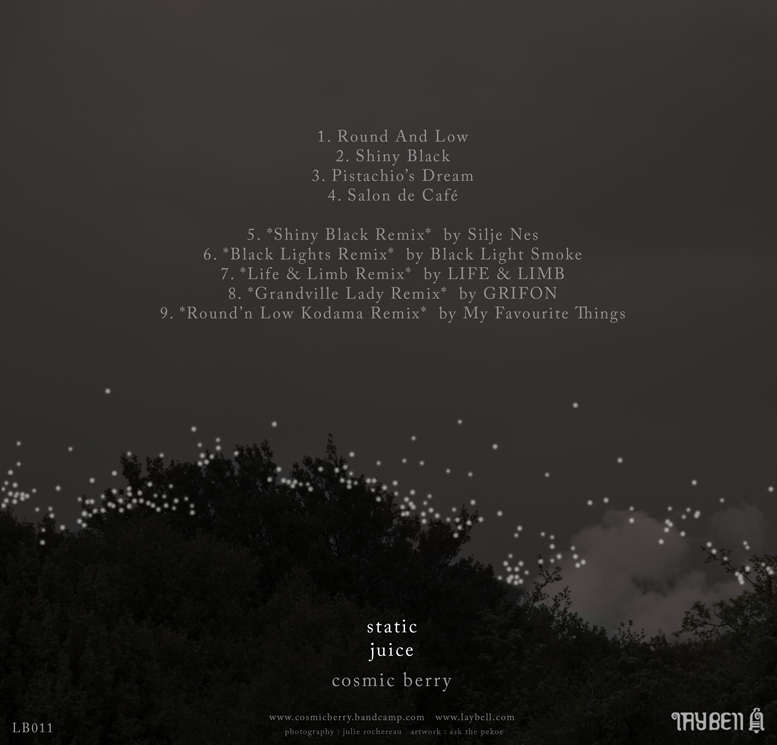 1. Round And Low
2. Shiny Black
3. Pistachio's Dream
4. Salon de Café
5. *Shiny Black Remix* by Silje Nes
6. *Black Lights Remix* by Black Light Smoke
7. *Life & Limb Remix* by LIFE & LIMB
8. *Grandville Lady Remix* by GRIFON
9. *Round'n Low Kodama Remix* by My Favourite Things
static
juice
cosmic berry
www.cosmicberry.bandcamp.com www.laybell.com
photography : julie rochereau artwork : ask the pekoe
LB011
LAYBELL